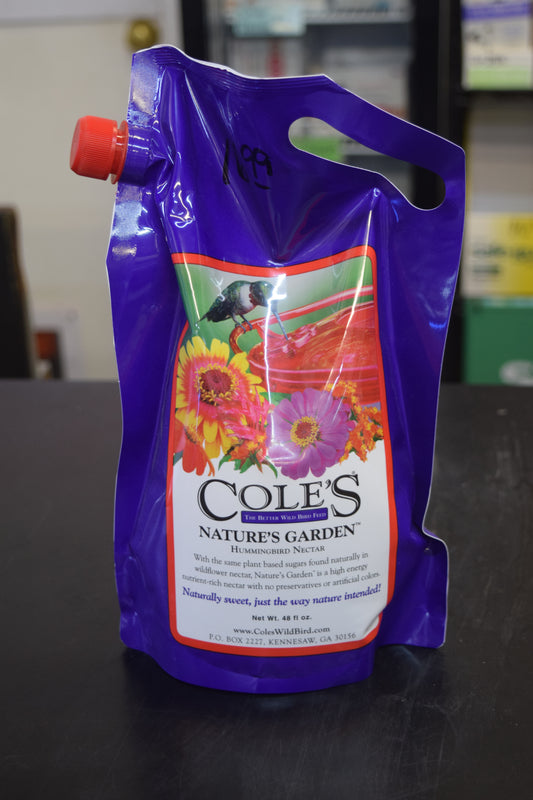 COLE'S
THE BETTER WILD BIRD FEED
NATURE'S GARDEN™
HUMMINGBIRD NECTAR
With the same plant based sugars found naturally in
wildflower nectar, Nature's Garden™ is a high energy
nutrient-rich nectar with no preservatives or artificial colors.
Naturally sweet, just the way nature intended!
Net Wt. 48 fl oz.
www.ColesWildBird.com
P.O. BOX 2227, KENNESAW, GA 30156